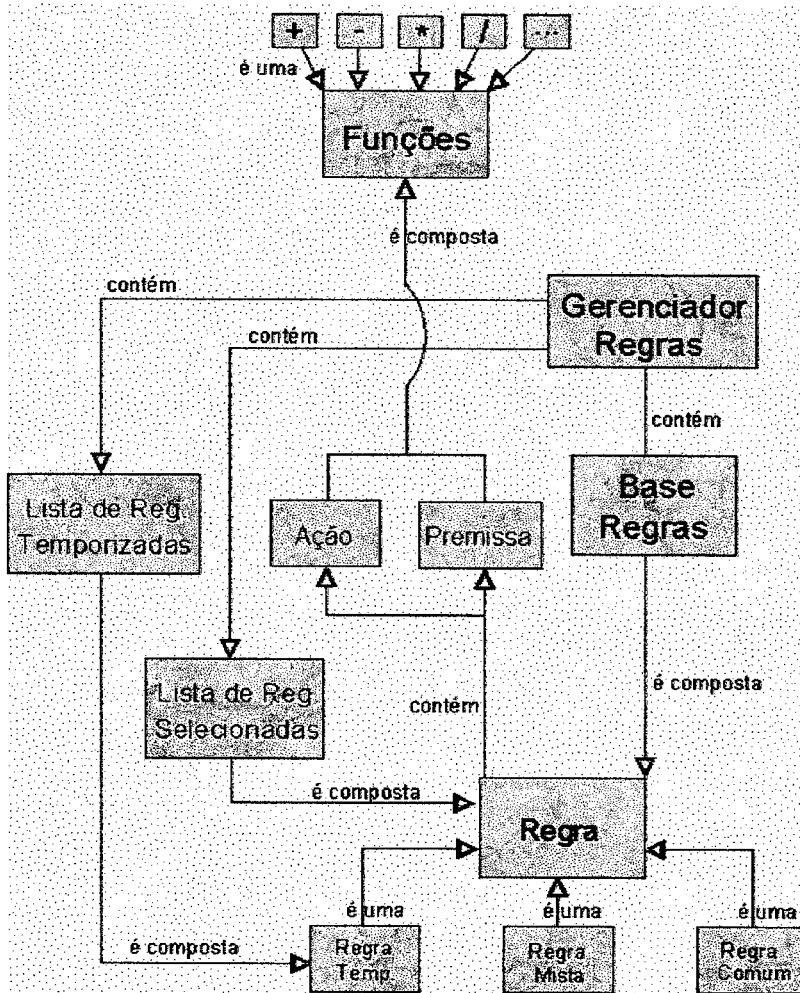 + - * / ...
é uma
Funções
é composta
contém
Gerenciador
Regras
contém
contém
Lista de Reg.
Temporizadas
Ação
Premissa
Base
Regras
Lista de Reg.
Selecionadas
contém
é composta
é composta
Regra
é uma
é uma
é uma
é composta
Regra
Temp.
Regra
Mista
Regra
Comum